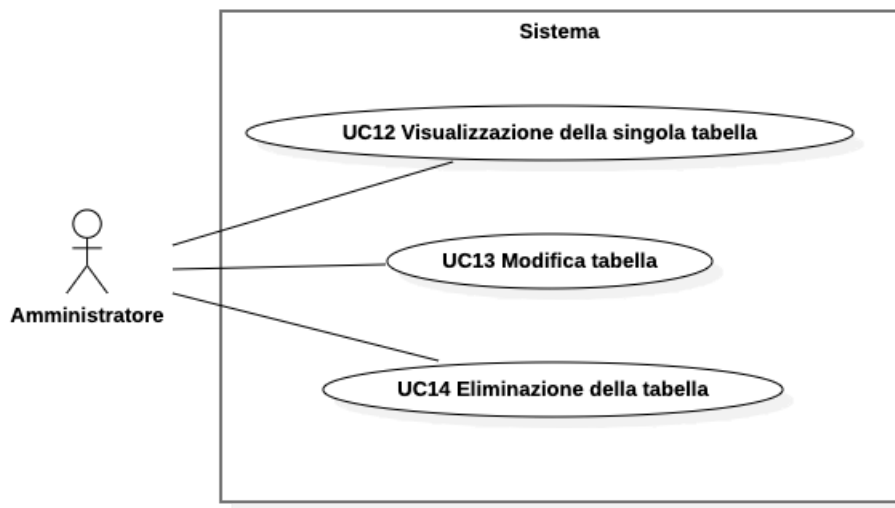 Sistema
UC12 Visualizzazione della singola tabella
UC13 Modifica tabella
Amministratore
UC14 Eliminazione della tabella